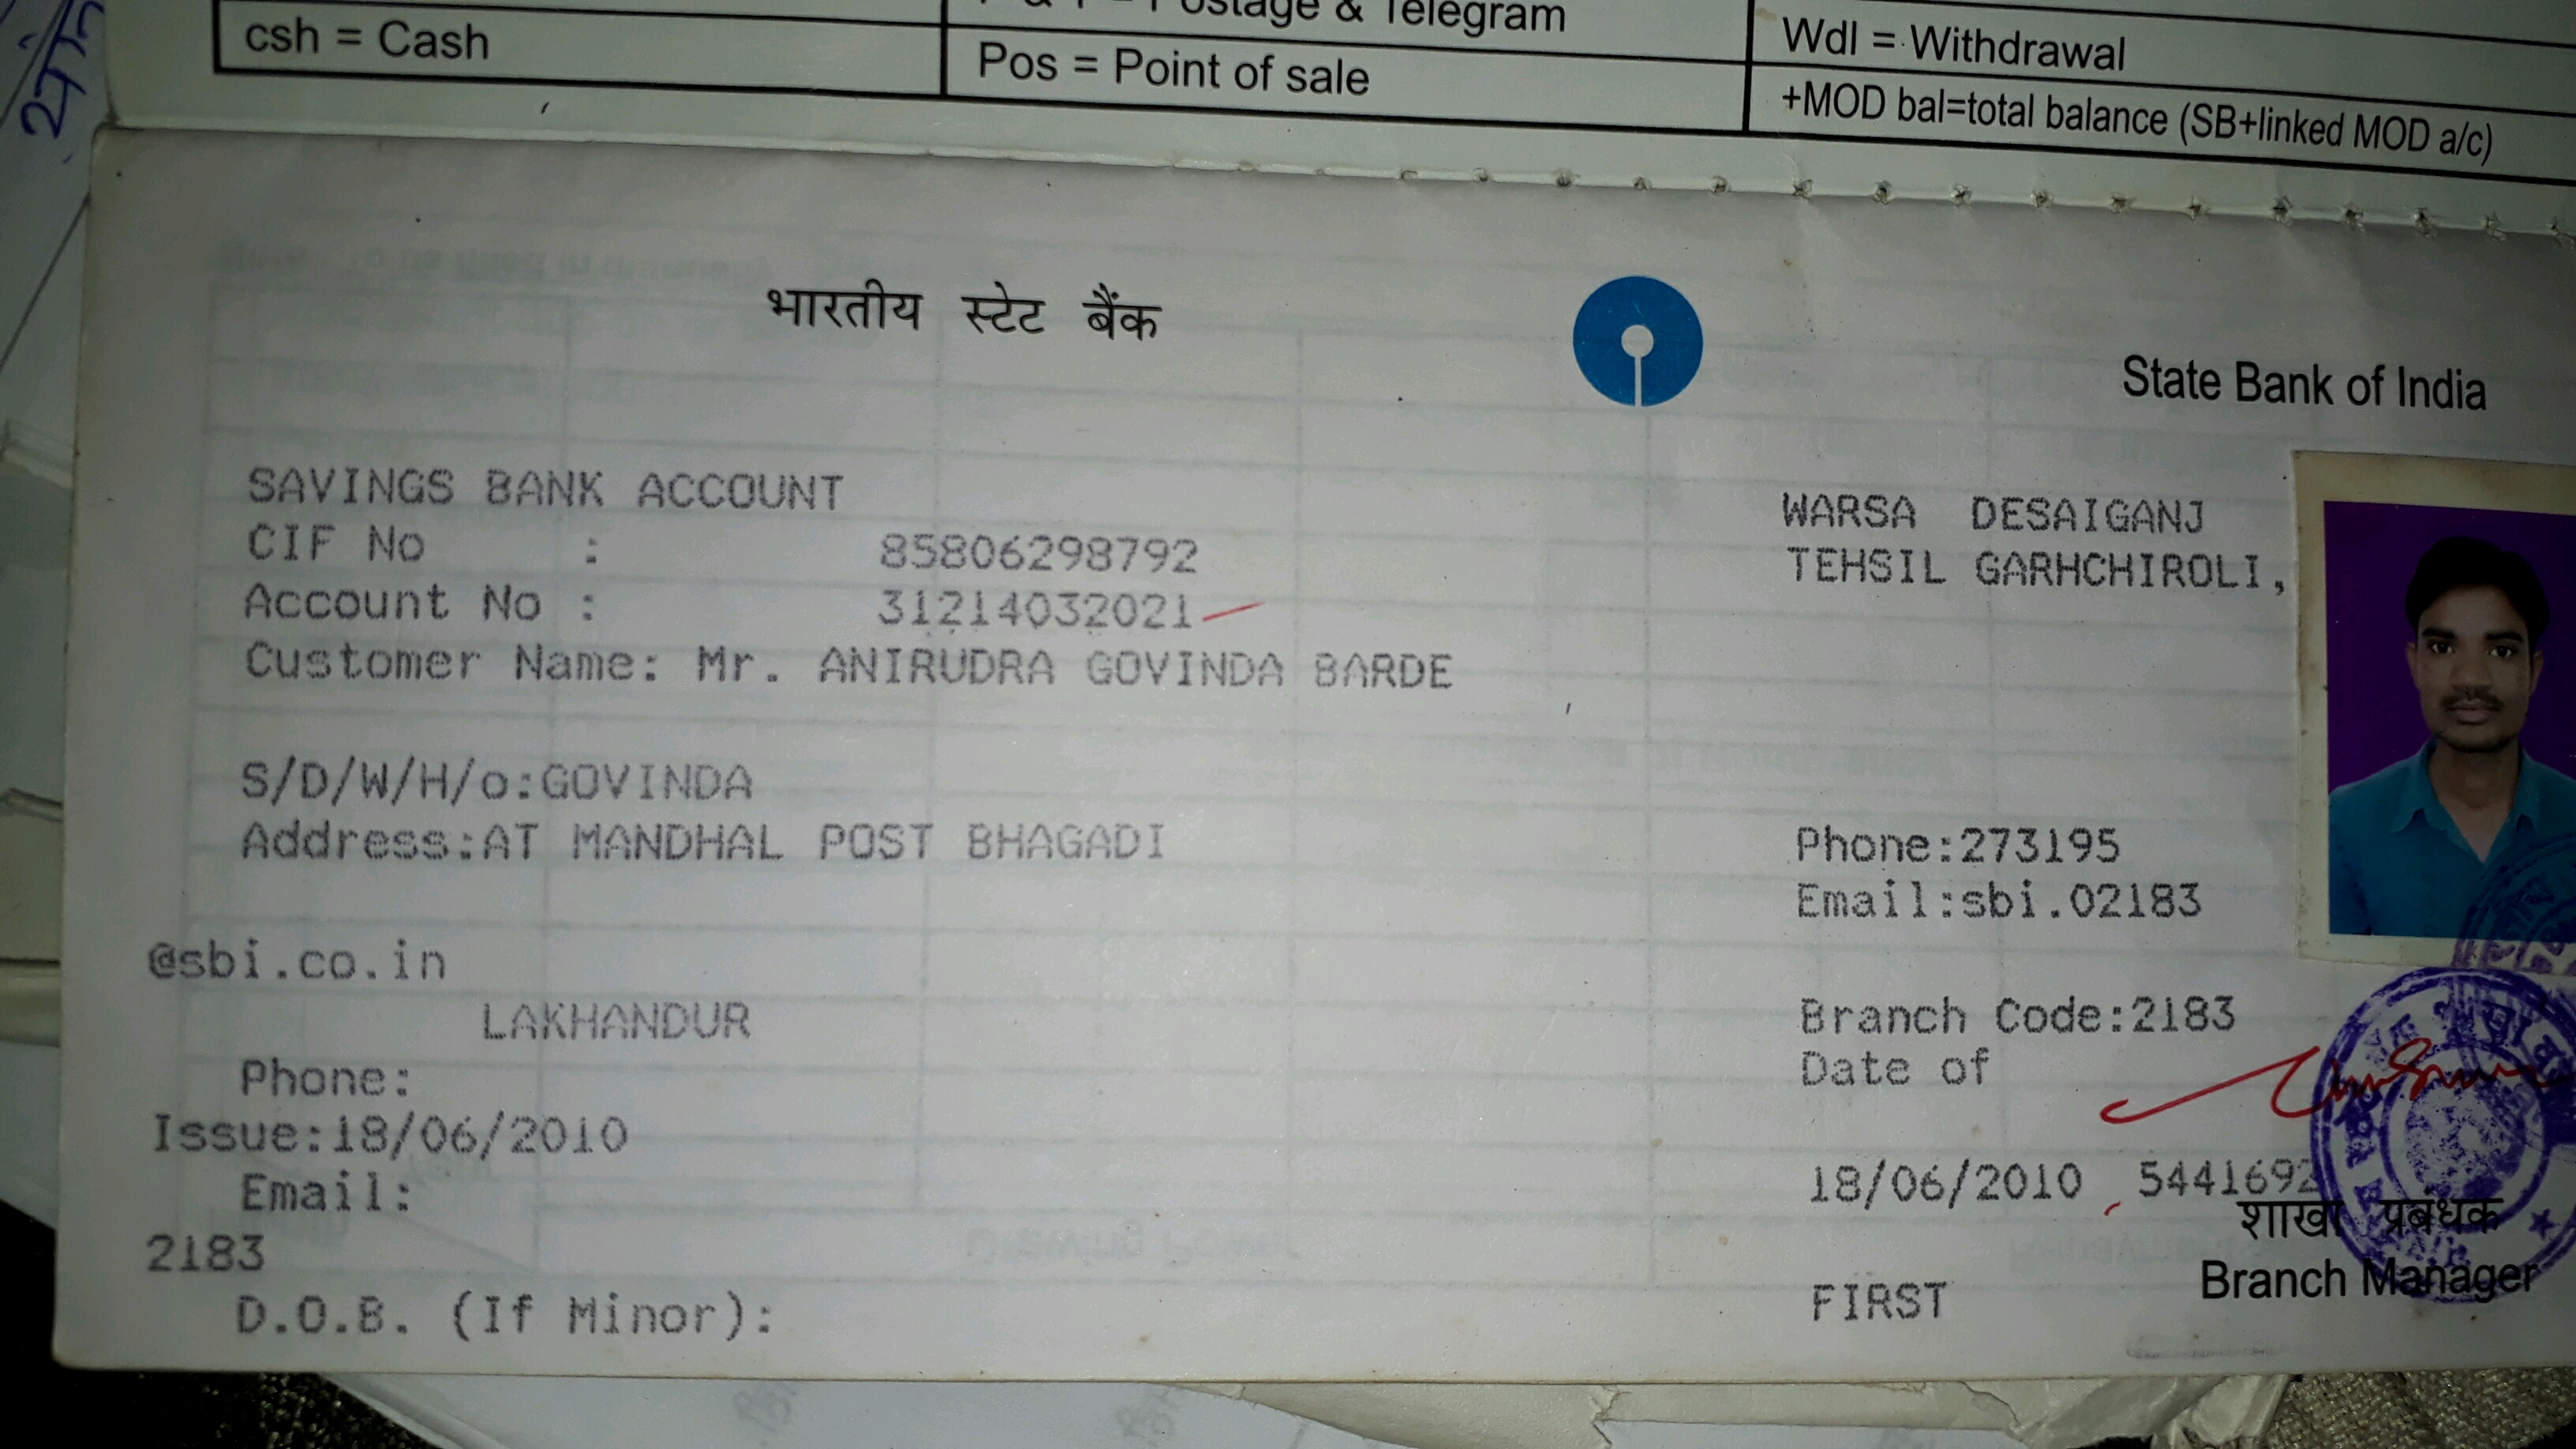 csh = Cash
Postage & Telegram
Pos = Point of sale
Wdl = Withdrawal
+MOD bal=total balance (SB+linked MOD a/c)
भारतीय स्टेट बैंक
State Bank of India
SAVINGS BANK ACCOUNT
CIF No : 85806298792
Account No : 31214032021
Customer Name: Mr. ANIRUDRA GOVINDA BARDE
S/D/W/H/o:GOVINDA
Address:AT MANDHAL POST BHAGADI
@sbi.co.in
LAKHANDUR
Phone:
Issue:18/06/2010
Email:
2183
D.O.B. (If Minor):
WARSA DESAIGANJ
TEHSIL GARHCHIROLI,
Phone:273195
Email:sbi.02183
Branch Code:2183
Date of
18/06/2010 5441692
शाखा प्रबंधक
Branch Manager
FIRST